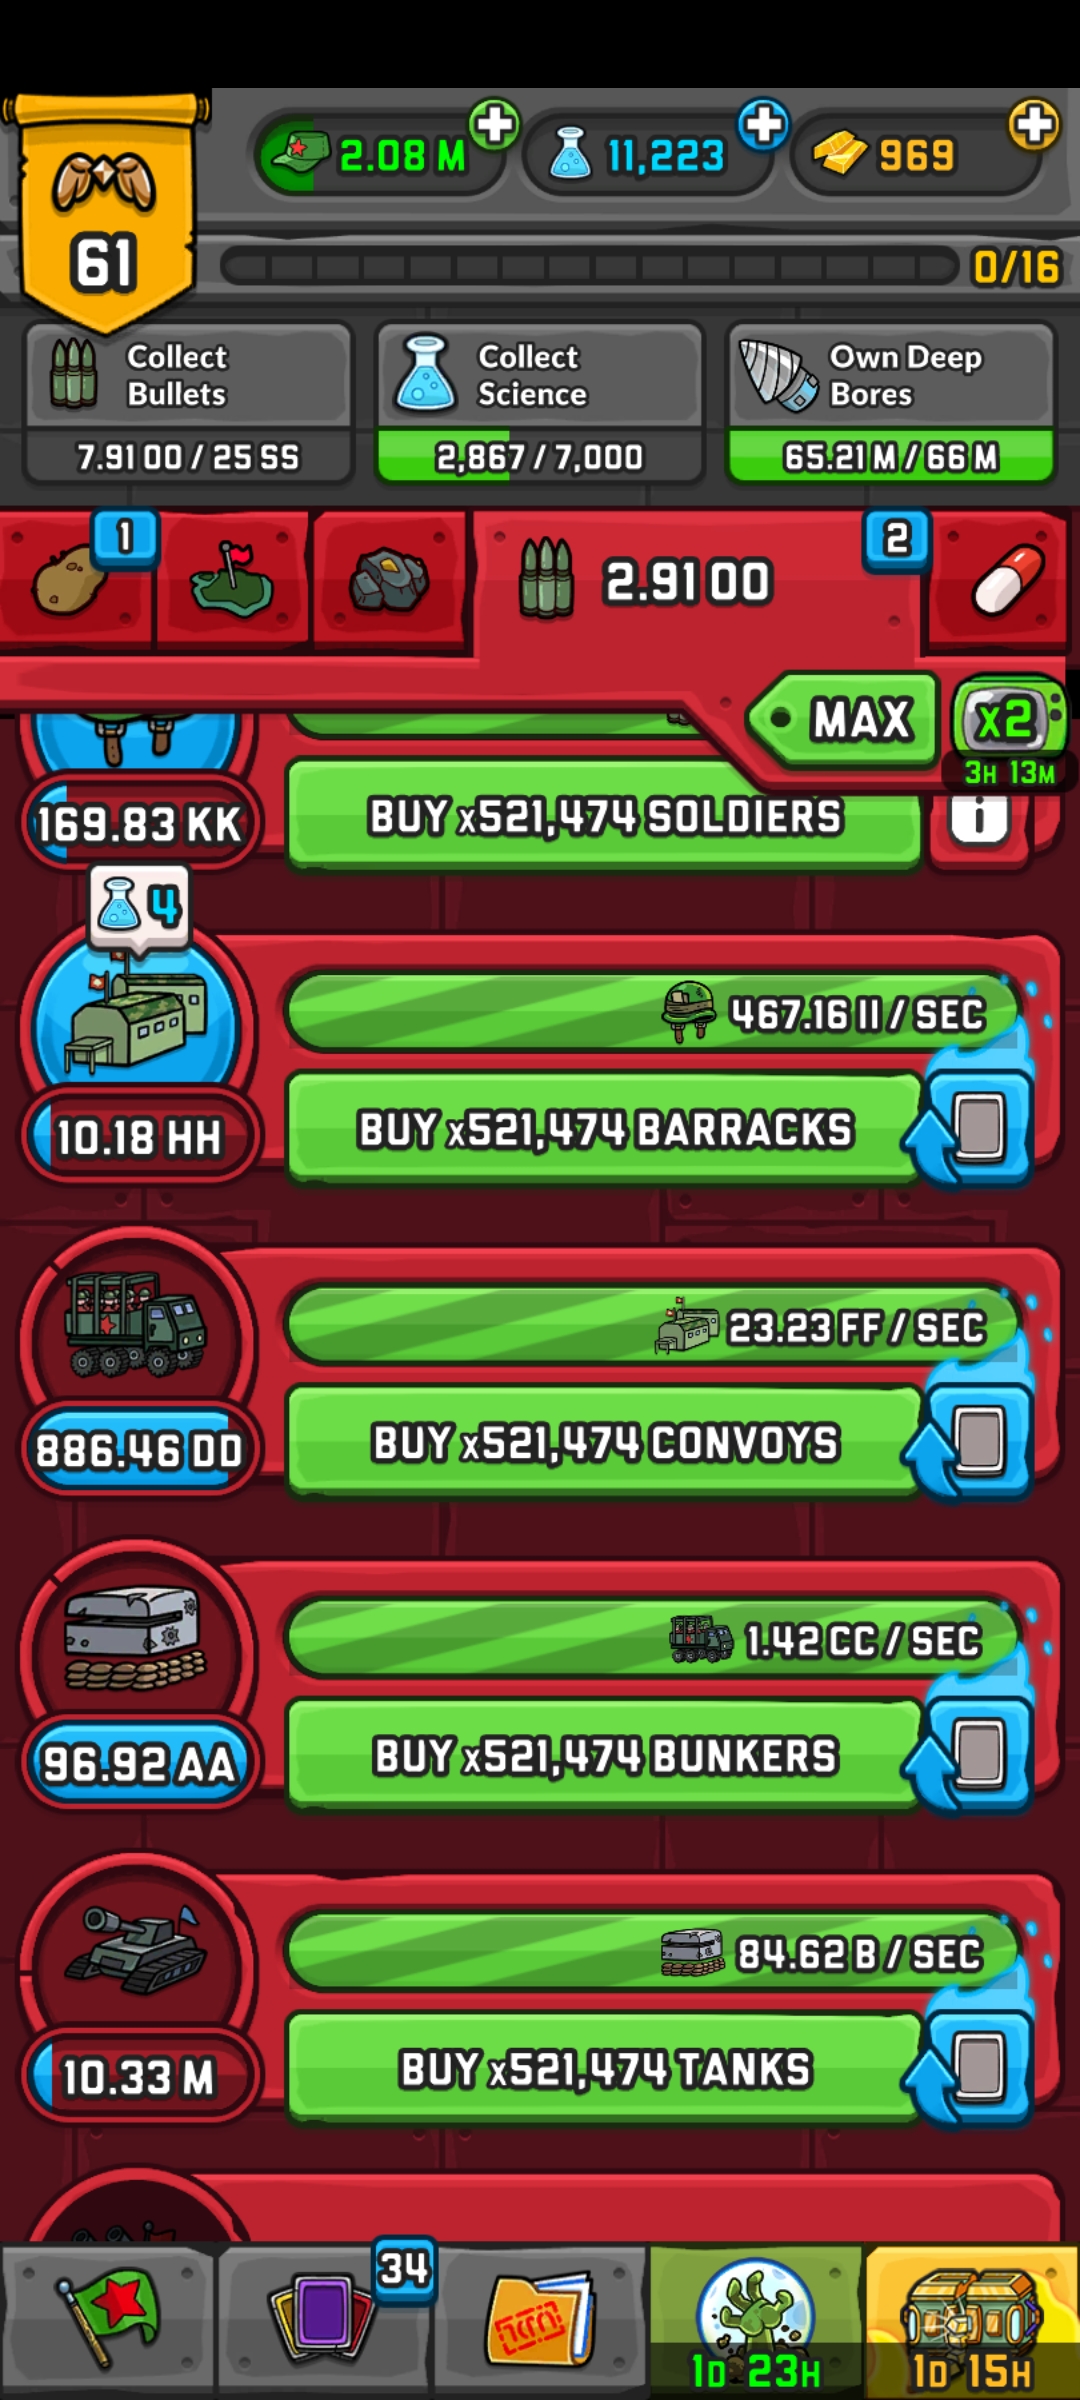 2.08 M
11,223
969
61
0/16
Collect
Bullets
7.91 OO / 25 SS
Collect
Science
2,867 / 7,000
Own Deep
Bores
65.21 M / 66 M
1
2.91 OO
2
MAX
x2
3H 13M
169.83 KK
BUY x521,474 SOLDIERS
i
4
467.16 II / SEC
10.18 HH
BUY x521,474 BARRACKS
23.23 FF / SEC
886.46 DD
BUY x521,474 CONVOYS
1.42 CC / SEC
96.92 AA
BUY x521,474 BUNKERS
84.62 B / SEC
10.33 M
BUY x521,474 TANKS
34
1D 23H
1D 15H